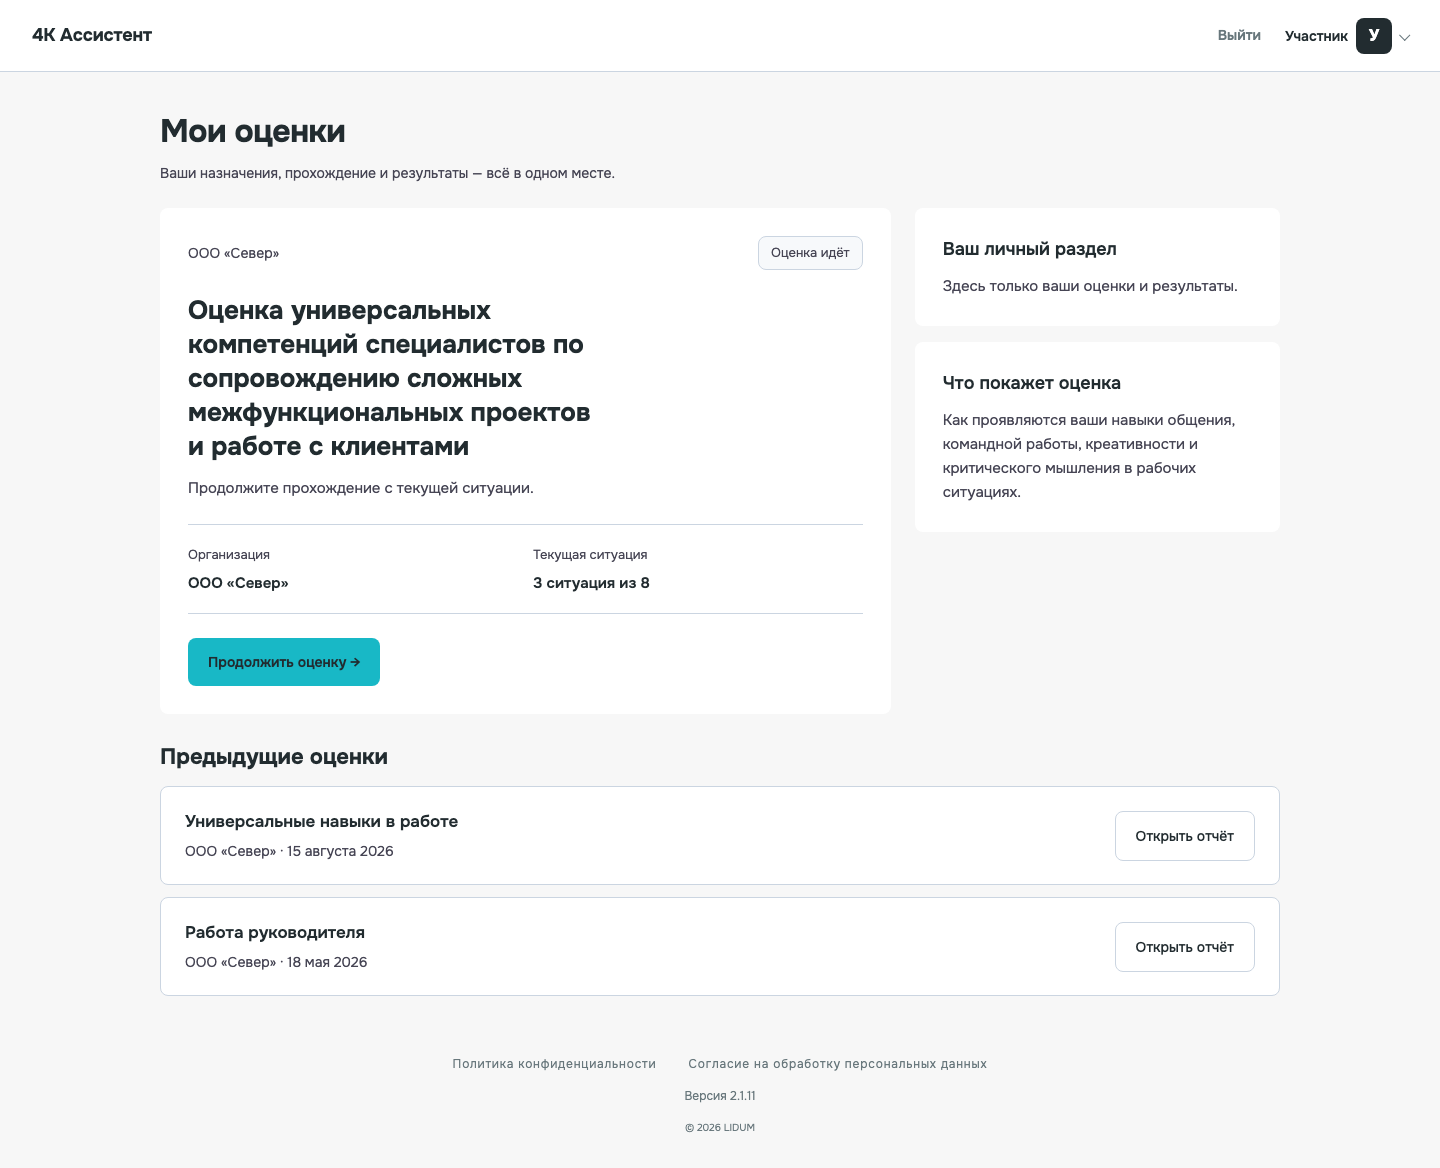 4К Ассистент
Выйти
Участник
У
Мои оценки
Ваши назначения, прохождение и результаты — всё в одном месте.
ООО «Север»
Оценка идёт
Оценка универсальных
компетенций специалистов по
сопровождению сложных
межфункциональных проектов
и работе с клиентами
Продолжите прохождение с текущей ситуации.
Организация
ООО «Север»
Текущая ситуация
3 ситуация из 8
Продолжить оценку →
Ваш личный раздел
Здесь только ваши оценки и результаты.
Что покажет оценка
Как проявляются ваши навыки общения,
командной работы, креативности и
критического мышления в рабочих
ситуациях.
Предыдущие оценки
Универсальные навыки в работе
ООО «Север» · 15 августа 2026
Открыть отчёт
Работа руководителя
ООО «Север» · 18 мая 2026
Открыть отчёт
Политика конфиденциальности
Согласие на обработку персональных данных
Версия 2.1.11
© 2026 LIDUM